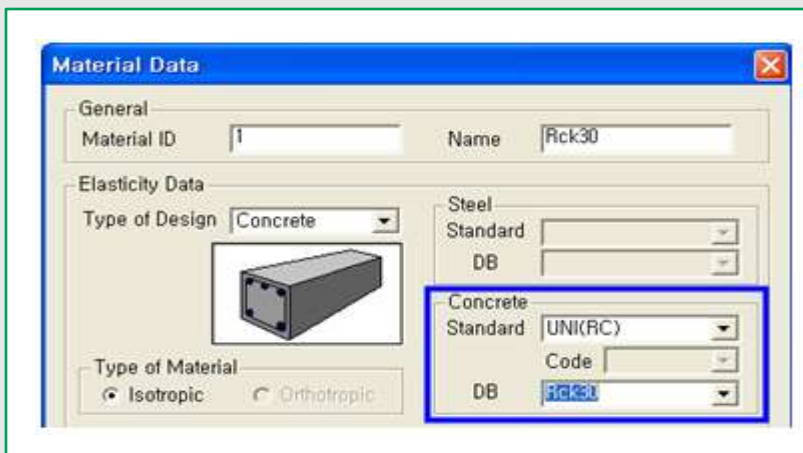 Material Data
General
Material ID 1 Name Rck30
Elasticity Data
Type of Design Concrete
Steel
Standard
DB
Concrete
Standard UNI(RC)
Code
DB Rck30
Type of Material
Isotropic Orthotropic